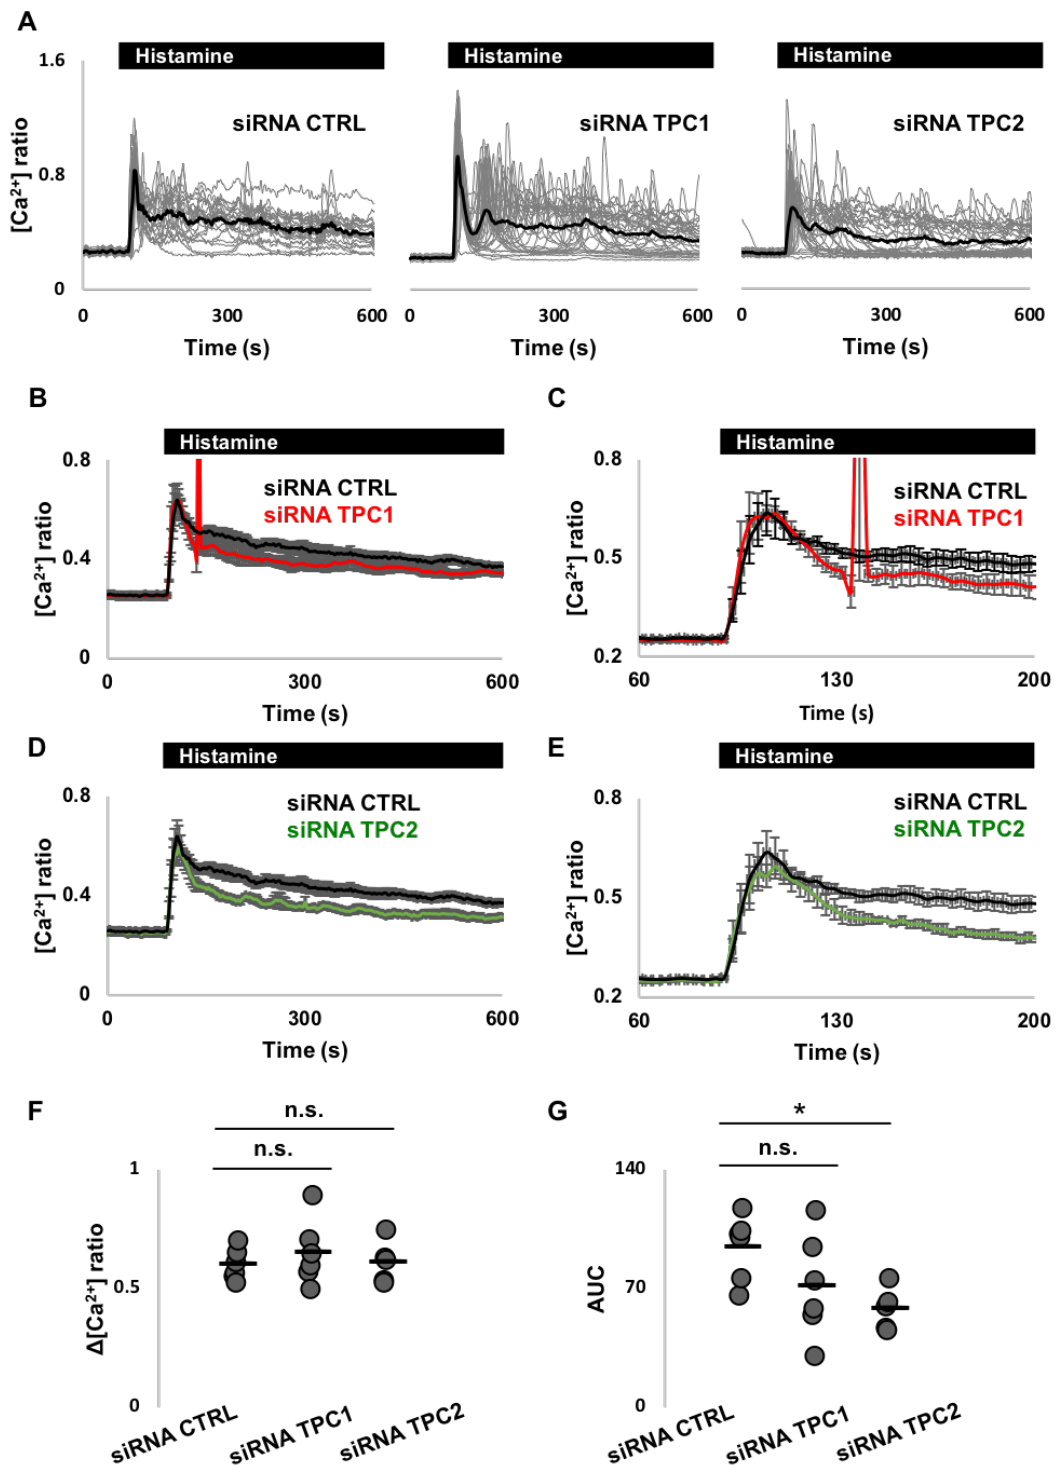 A
Histamine
Histamine
Histamine
1.6
0.8
0
[Ca²⁺] ratio
siRNA CTRL
siRNA TPC1
siRNA TPC2
0
300
600
0
300
600
0
300
600
Time (s)
Time (s)
Time (s)
B
Histamine
0.8
0.4
0
[Ca²⁺] ratio
siRNA CTRL
siRNA TPC1
0
300
600
Time (s)
C
Histamine
0.8
0.5
0.2
[Ca²⁺] ratio
siRNA CTRL
siRNA TPC1
60
130
200
Time (s)
D
Histamine
0.8
0.4
0
[Ca²⁺] ratio
siRNA CTRL
siRNA TPC2
0
300
600
Time (s)
E
Histamine
0.8
0.5
0.2
[Ca²⁺] ratio
siRNA CTRL
siRNA TPC2
60
130
200
Time (s)
F
n.s.
n.s.
1
0.5
0
Δ[Ca²⁺] ratio
siRNA CTRL
siRNA TPC1
siRNA TPC2
G
*
n.s.
140
70
0
AUC
siRNA CTRL
siRNA TPC1
siRNA TPC2